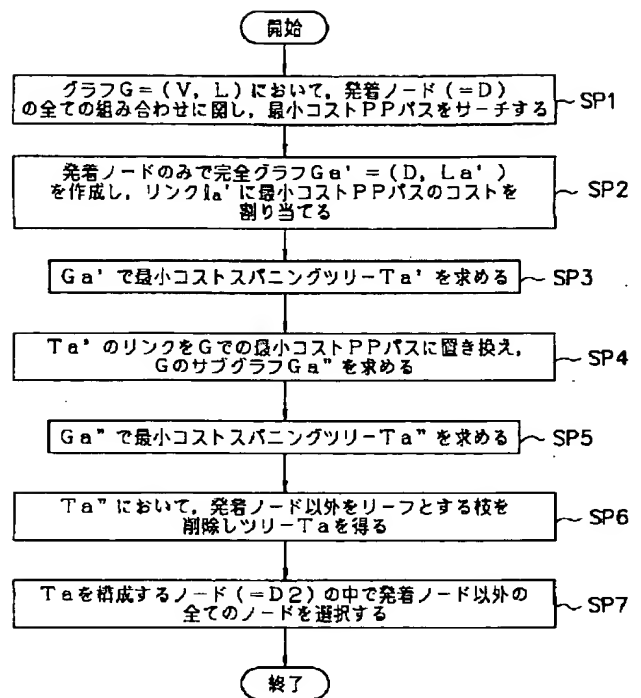 開始
グラフG=(V,L)において,発着ノード(=D)
の全ての組み合わせに関し,最小コストPPパスをサーチする
SP1
発着ノードのみで完全グラフGa'=(D,La')
を作成し,リンクla'に最小コストPPパスのコストを
割り当てる
SP2
Ga'で最小コストスパニングツリーTa'を求める
SP3
Ta'のリンクをGでの最小コストPPパスに置き換え,
GのサブグラフGa"を求める
SP4
Ga"で最小コストスパニングツリーTa"を求める
SP5
Ta"において,発着ノード以外をリーフとする枝を
削除しツリーTaを得る
SP6
Taを構成するノード(=D2)の中で発着ノード以外の
全てのノードを選択する
SP7
終了